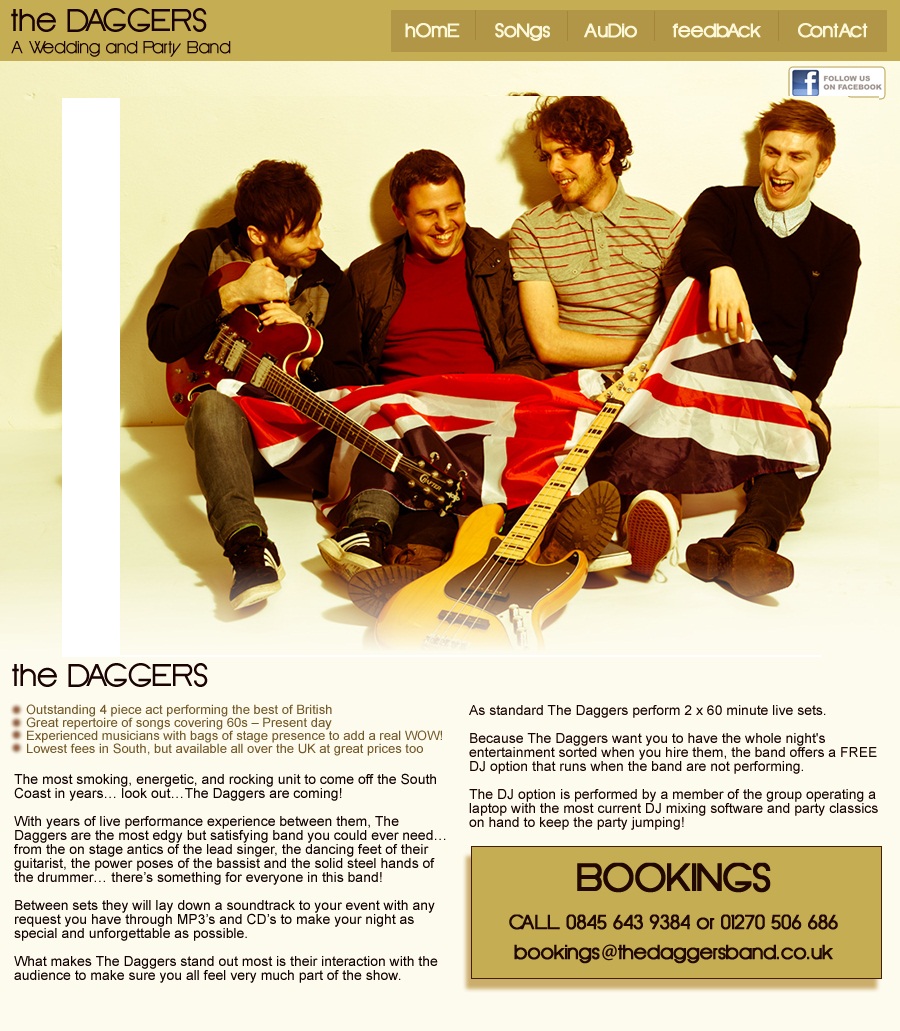 the DAGGERS
A Wedding and Party Band
hOmE
SoNgs
AuDio
feedbAck
ContAct
FOLLOW US
ON FACEBOOK
CRAFTER
the DAGGERS
Outstanding 4 piece act performing the best of British
Great repertoire of songs covering 60s – Present day
Experienced musicians with bags of stage presence to add a real WOW!
Lowest fees in South, but available all over the UK at great prices too
The most smoking, energetic, and rocking unit to come off the South
Coast in years… look out…The Daggers are coming!
With years of live performance experience between them, The
Daggers are the most edgy but satisfying band you could ever need…
from the on stage antics of the lead singer, the dancing feet of their
guitarist, the power poses of the bassist and the solid steel hands of
the drummer… there's something for everyone in this band!
Between sets they will lay down a soundtrack to your event with any
request you have through MP3's and CD's to make your night as
special and unforgettable as possible.
What makes The Daggers stand out most is their interaction with the
audience to make sure you all feel very much part of the show.
As standard The Daggers perform 2 x 60 minute live sets.
Because The Daggers want you to have the whole night's
entertainment sorted when you hire them, the band offers a FREE
DJ option that runs when the band are not performing.
The DJ option is performed by a member of the group operating a
laptop with the most current DJ mixing software and party classics
on hand to keep the party jumping!
BOOKINGS
CALL 0845 643 9384 or 01270 506 686
bookings@thedaggersband.co.uk